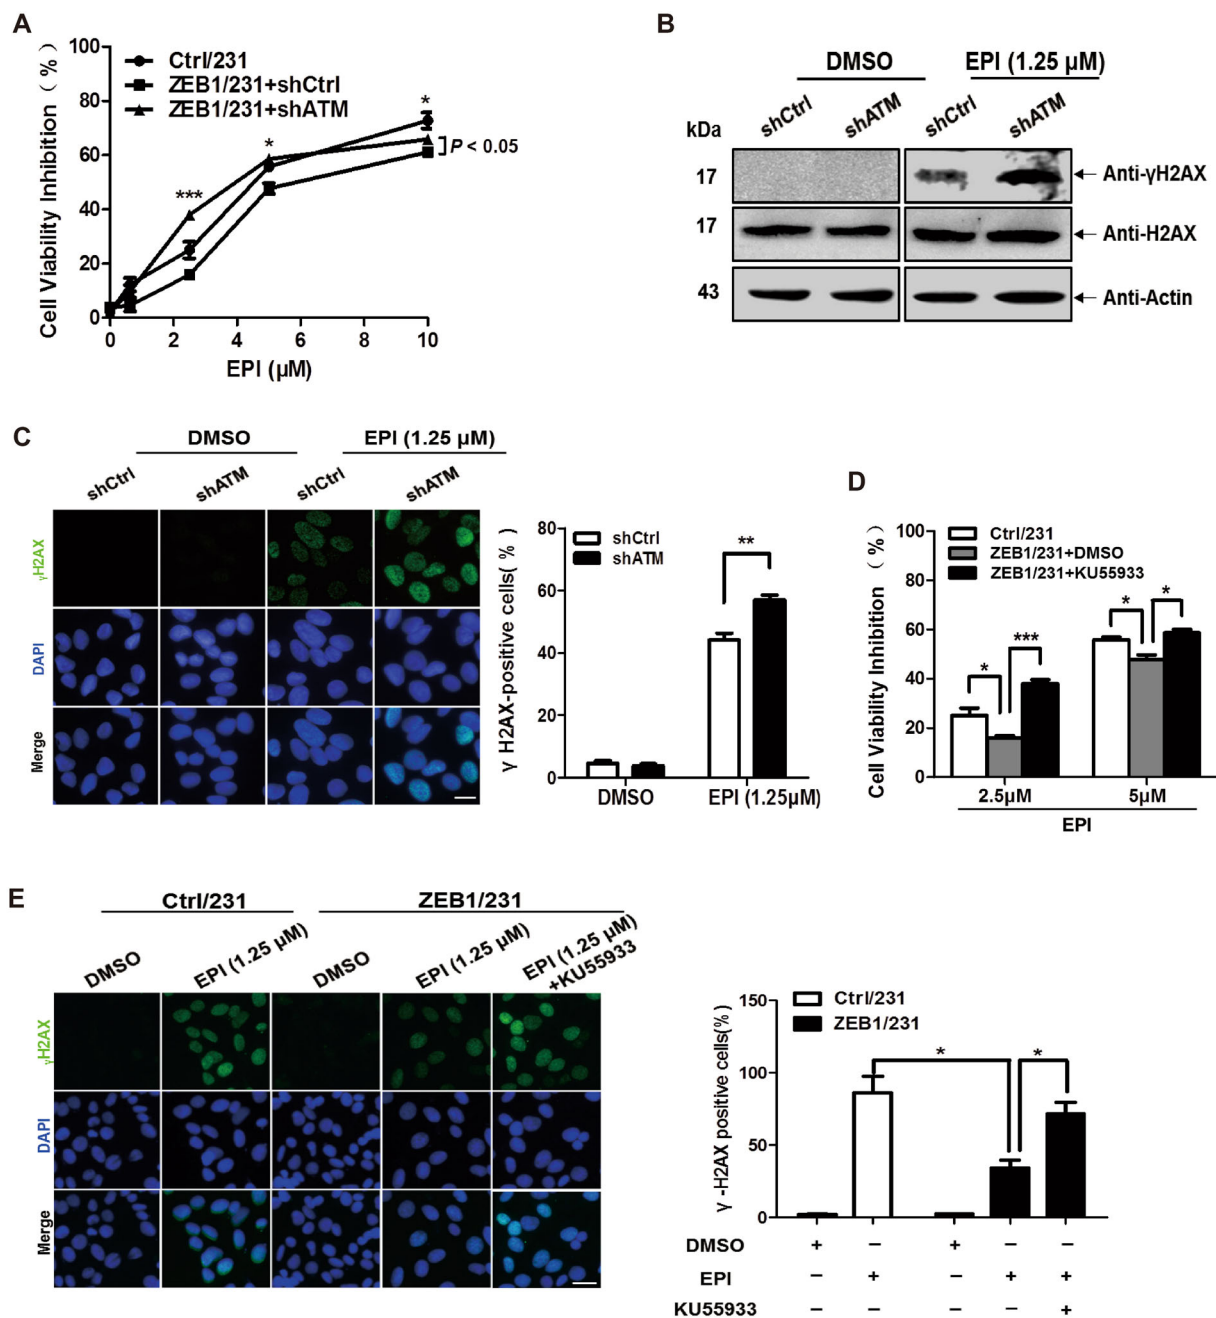 A
Cell Viability Inhibition ( % )
100
80
60
40
20
0
Ctrl/231
ZEB1/231+shCtrl
ZEB1/231+shATM
***
*
*
P < 0.05
0 2 4 6 8 10
EPI (μM)
B
DMSO EPI (1.25 μM)
kDa shCtrl shATM shCtrl shATM
17 Anti-γH2AX
17 Anti-H2AX
43 Anti-Actin
C
DMSO EPI (1.25 μM)
shCtrl shATM shCtrl shATM
γH2AX
DAPI
Merge
γ H2AX-positive cells( % )
80
60
40
20
0
shCtrl
shATM
**
DMSO EPI (1.25μM)
D
Cell Viability Inhibition ( % )
100
80
60
40
20
0
Ctrl/231
ZEB1/231+DMSO
ZEB1/231+KU55933
* *** * *
2.5μM 5μM
EPI
E
Ctrl/231 ZEB1/231
DMSO EPI (1.25 μM) DMSO EPI (1.25 μM) EPI (1.25 μM)
+KU55933
γH2AX
DAPI
Merge
γ -H2AX positive cells(%)
150
100
50
0
Ctrl/231
ZEB1/231
* *
DMSO + − + − −
EPI − + − + +
KU55933 − − − − +